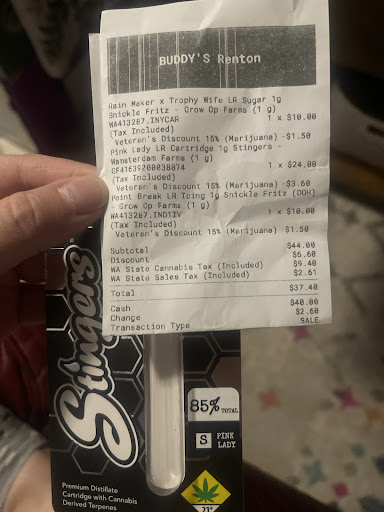 BUDDY'S Renton
Rain Maker x Trophy Wife LR Sugar 1g
Snickle Fritz - Grow Op Farms (1 g)
WA413287.INYCAR 1 x $10.00
(Tax Included)
Veteran's Discount 15% (Marijuana) -$1.50
Pink Lady LR Cartridge 1g Stingers -
Wamsterdam Farms (1 g)
GF41639200038874 1 x $24.00
(Tax Included)
Veteran's Discount 15% (Marijuana) -$3.60
Point Break LR Icing 1g Snickle Fritz (DOH)
- Grow Op Farms (1 g)
WA413287.IND1IV 1 x $10.00
(Tax Included)
Veteran's Discount 15% (Marijuana) -$1.50
Subtotal $44.00
Discount $6.60
WA State Cannabis Tax (Included) $9.40
WA State Sales Tax (Included) $2.61
Total $37.40
Cash $40.00
Change $2.60
Transaction Type SALE
Stingers
85% TOTAL
S PINK
LADY
Premium Distillate
Cartridge with Cannabis
Derived Terpenes
21+